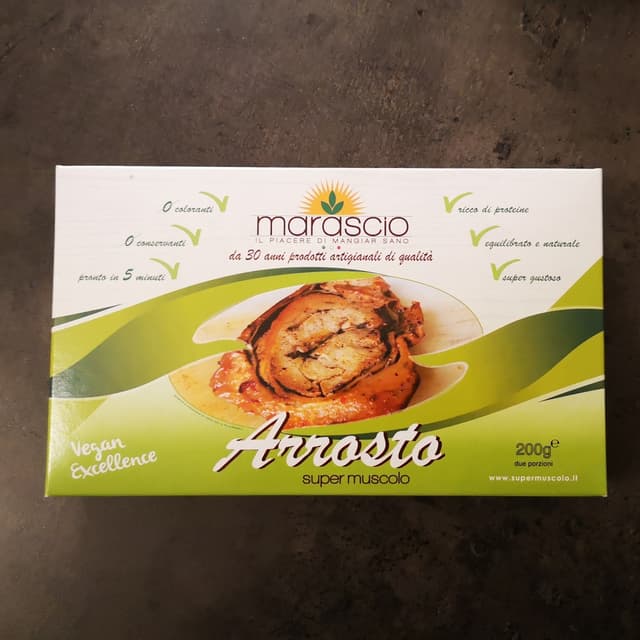 marascio
IL PIACERE DI MANGIAR SANO
da 30 anni prodotti artigianali di qualità
0 coloranti
0 conservanti
pronto in 5 minuti
ricco di proteine
equilibrato e naturale
super gustoso
Vegan
Excellence
Arrosto
super muscolo
200g e
due porzioni
www.supermuscolo.it